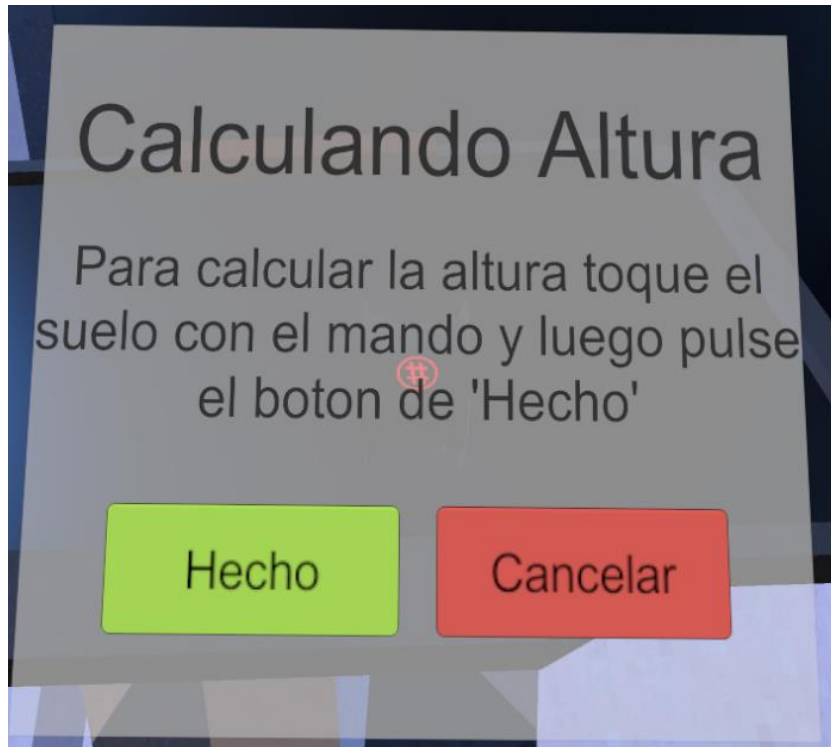 Calculando Altura
Para calcular la altura toque el
suelo con el mando y luego pulse
el boton de 'Hecho'
#
Hecho
Cancelar